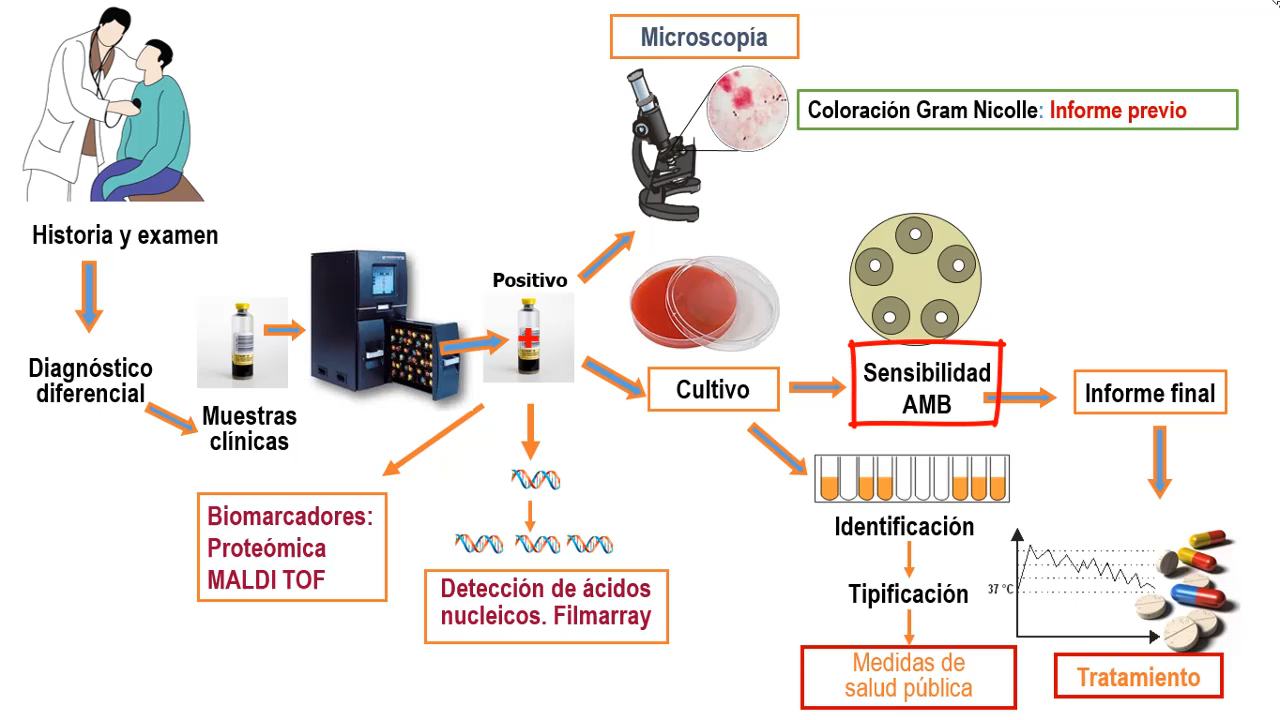 Microscopía
Coloración Gram Nicolle: Informe previo
Historia y examen
Positivo
Diagnóstico
diferencial
Muestras
clínicas
Cultivo
Sensibilidad
AMB
Informe final
Biomarcadores:
Proteómica
MALDI TOF
Detección de ácidos
nucleicos. Filmarray
Identificación
Tipificación
Medidas de
salud pública
37 °C
Tratamiento